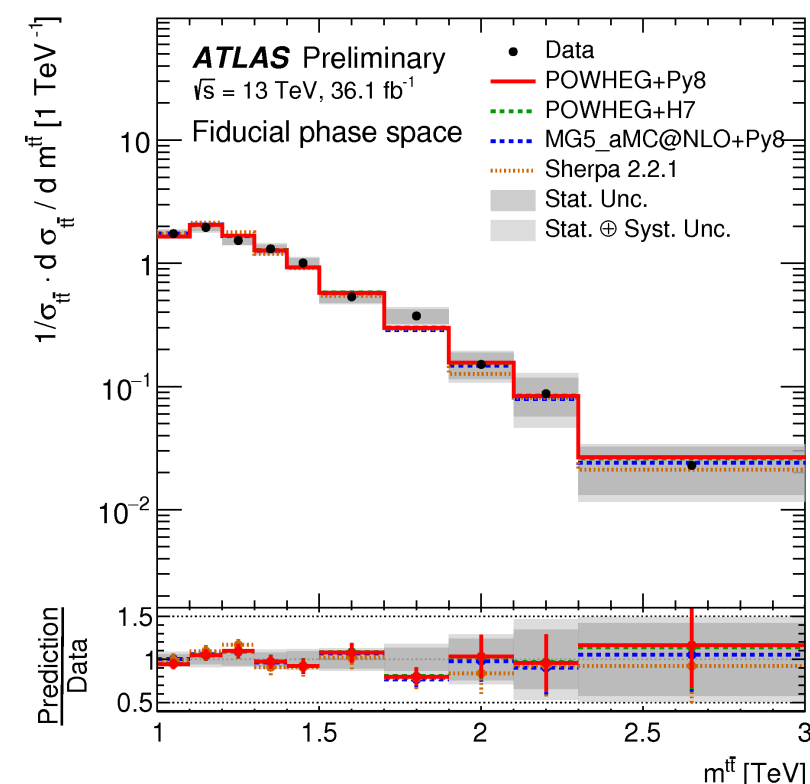 ATLAS Preliminary
√s = 13 TeV, 36.1 fb⁻¹
Fiducial phase space
Data
POWHEG+Py8
POWHEG+H7
MG5_aMC@NLO+Py8
Sherpa 2.2.1
Stat. Unc.
Stat. ⊕ Syst. Unc.
1/σ_tt̄ · d σ_tt̄ / d m^tt̄ [1 TeV⁻¹]
10
1
10⁻¹
10⁻²
Prediction
Data
1.5
1
0.5
1 1.5 2 2.5 3
m^tt̄ [TeV]